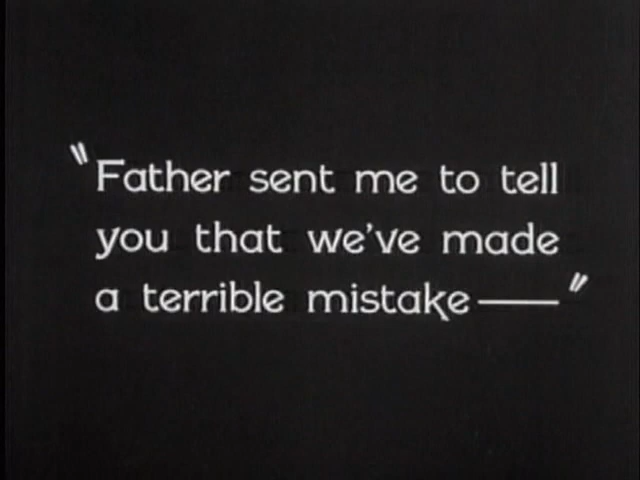 "Father sent me to tell
you that we've made
a terrible mistake——"